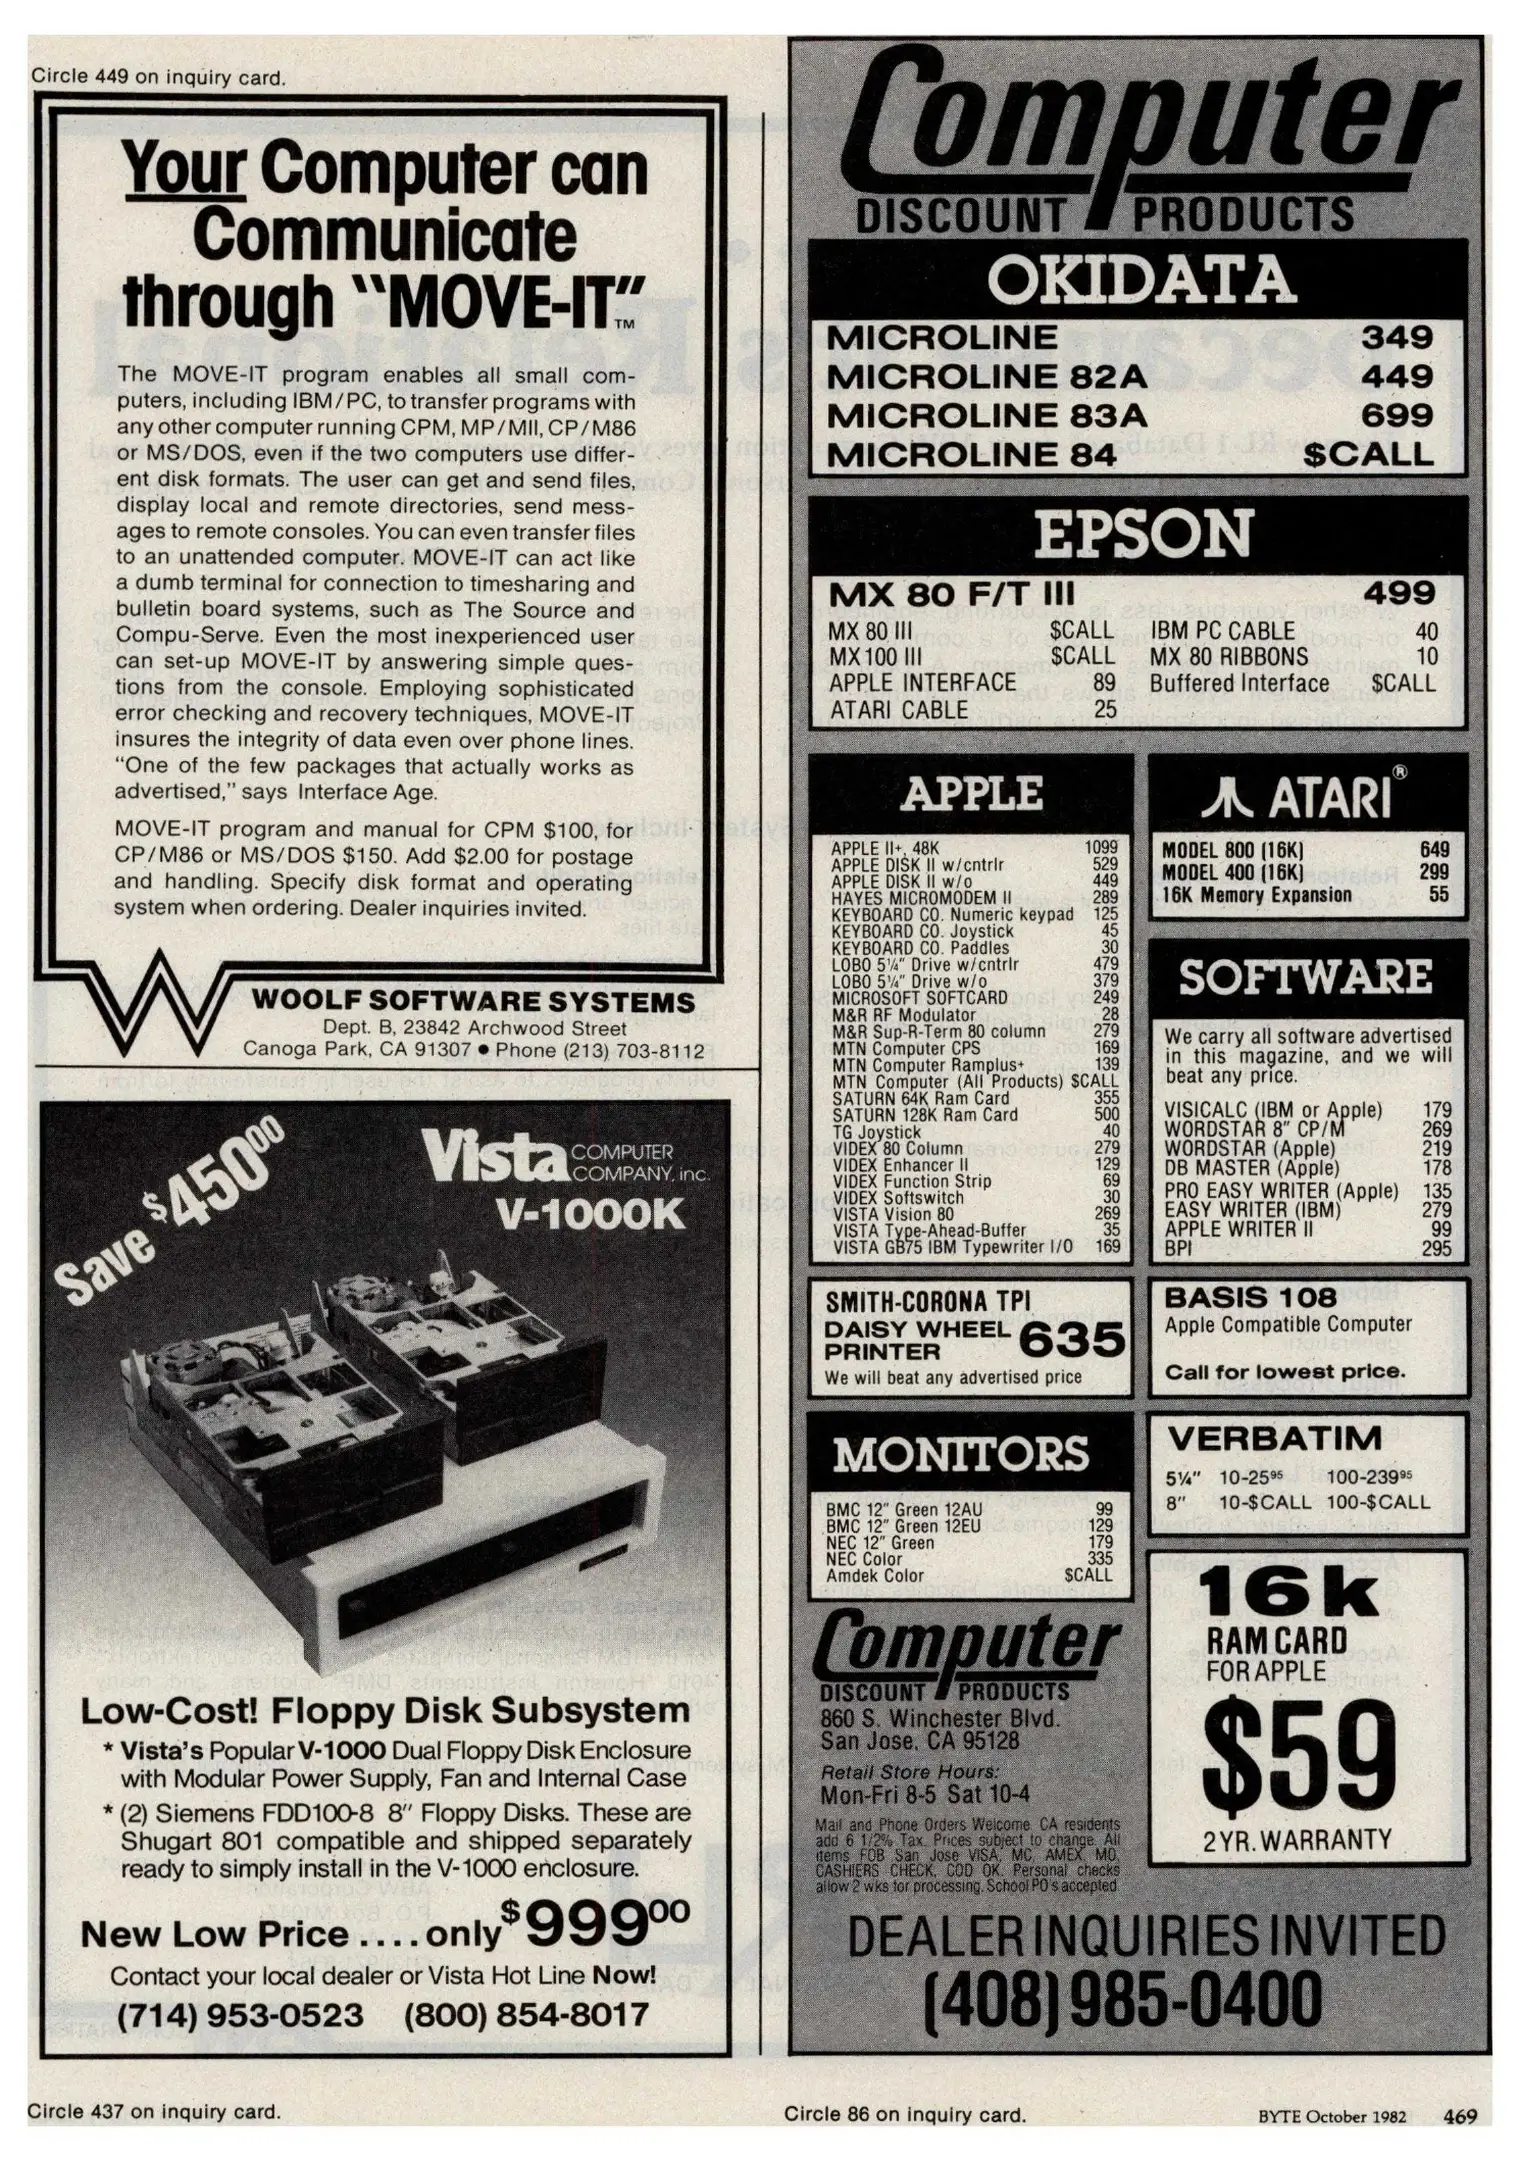 Circle 449 on inquiry card.
Your Computer can
Communicate
through "MOVE-IT"™
The MOVE-IT program enables all small com-
puters, including IBM/PC, to transfer programs with
any other computer running CPM, MP/MII, CP/M86
or MS/DOS, even if the two computers use differ-
ent disk formats. The user can get and send files,
display local and remote directories, send mess-
ages to remote consoles. You can even transfer files
to an unattended computer. MOVE-IT can act like
a dumb terminal for connection to timesharing and
bulletin board systems, such as The Source and
Compu-Serve. Even the most inexperienced user
can set-up MOVE-IT by answering simple ques-
tions from the console. Employing sophisticated
error checking and recovery techniques, MOVE-IT
insures the integrity of data even over phone lines.
"One of the few packages that actually works as
advertised," says Interface Age.
MOVE-IT program and manual for CPM $100, for
CP/M86 or MS/DOS $150. Add $2.00 for postage
and handling. Specify disk format and operating
system when ordering. Dealer inquiries invited.
WOOLF SOFTWARE SYSTEMS
Dept. B, 23842 Archwood Street
Canoga Park, CA 91307 ● Phone (213) 703-8112
Save $450.00
Vista COMPUTER
COMPANY, inc.
V-1000K
Low-Cost! Floppy Disk Subsystem
* Vista's Popular V-1000 Dual Floppy Disk Enclosure
with Modular Power Supply, Fan and Internal Case
* (2) Siemens FDD100-8 8" Floppy Disks. These are
Shugart 801 compatible and shipped separately
ready to simply install in the V-1000 enclosure.
New Low Price .... only $999.00
Contact your local dealer or Vista Hot Line Now!
(714) 953-0523 (800) 854-8017
Circle 437 on inquiry card.
Computer
DISCOUNT PRODUCTS
OKIDATA
MICROLINE 349
MICROLINE 82A 449
MICROLINE 83A 699
MICROLINE 84 $CALL
EPSON
MX 80 F/T III 499
MX 80 III $CALL IBM PC CABLE 40
MX100 III $CALL MX 80 RIBBONS 10
APPLE INTERFACE 89 Buffered Interface $CALL
ATARI CABLE 25
APPLE
APPLE II+, 48K 1099
APPLE DISK II w/cntrlr 529
APPLE DISK II w/o 449
HAYES MICROMODEM II 289
KEYBOARD CO. Numeric keypad 125
KEYBOARD CO. Joystick 45
KEYBOARD CO. Paddles 30
LOBO 5¼" Drive w/cntrlr 479
LOBO 5¼" Drive w/o 379
MICROSOFT SOFTCARD 249
M&R RF Modulator 28
M&R Sup-R-Term 80 column 279
MTN Computer CPS 169
MTN Computer Ramplus+ 139
MTN Computer (All Products) $CALL
SATURN 64K Ram Card 355
SATURN 128K Ram Card 500
TG Joystick 40
VIDEX 80 Column 279
VIDEX Enhancer II 129
VIDEX Function Strip 69
VIDEX Softswitch 30
VISTA Vision 80 269
VISTA Type-Ahead-Buffer 35
VISTA GB75 IBM Typewriter I/O 169
ATARI®
MODEL 800 (16K) 649
MODEL 400 (16K) 299
16K Memory Expansion 55
SOFTWARE
We carry all software advertised
in this magazine, and we will
beat any price.
VISICALC (IBM or Apple) 179
WORDSTAR 8" CP/M 269
WORDSTAR (Apple) 219
DB MASTER (Apple) 178
PRO EASY WRITER (Apple) 135
EASY WRITER (IBM) 279
APPLE WRITER II 99
BPI 295
SMITH-CORONA TPI
DAISY WHEEL
PRINTER 635
We will beat any advertised price
BASIS 108
Apple Compatible Computer
Call for lowest price.
MONITORS
BMC 12" Green 12AU 99
BMC 12" Green 12EU 129
NEC 12" Green 179
NEC Color 335
Amdek Color $CALL
VERBATIM
5¼" 10-25.95 100-239.95
8" 10-$CALL 100-$CALL
16k
RAM CARD
FOR APPLE
$59
2 YR. WARRANTY
Computer
DISCOUNT PRODUCTS
860 S. Winchester Blvd.
San Jose, CA 95128
Retail Store Hours:
Mon-Fri 8-5 Sat 10-4
Mail and Phone Orders Welcome. CA residents
add 6 1/2% Tax. Prices subject to change. All
items FOB San Jose VISA, MC, AMEX, MO,
CASHIERS CHECK, COD OK. Personal checks
allow 2 wks for processing. School PO's accepted
DEALER INQUIRIES INVITED
(408) 985-0400
Circle 86 on inquiry card.
BYTE October 1982 469